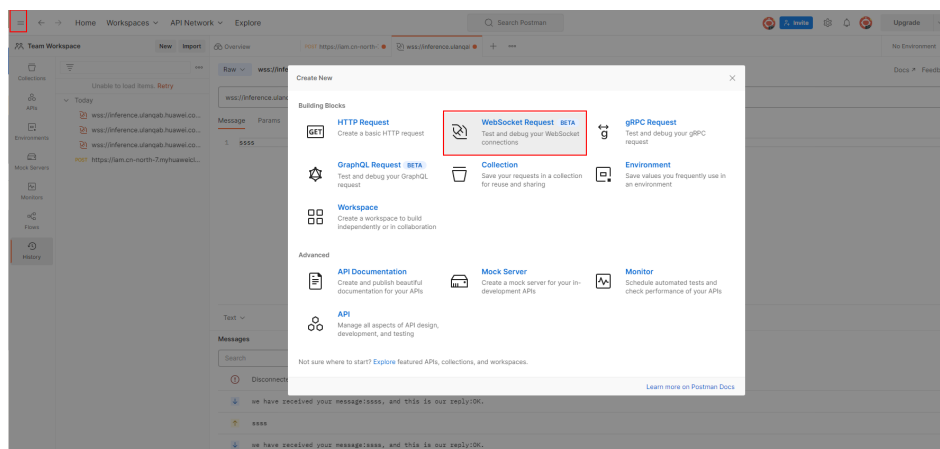 Home Workspaces API Network Explore Search Postman Invite Upgrade
Team Workspace New Import Overview POST https://iam.cn-north- wss://inference.ulanqal No Environment
Collections
APIs
Environments
Mock Servers
Monitors
Flows
History
Unable to load items. Retry
Today
wss://inference.ulanqab.huawei.co...
wss://inference.ulanqab.huawei.co...
wss://inference.ulanqab.huawei.co...
POST https://iam.cn-north-7.myhuaweicl...
Raw wss://infe Docs
wss://inference.ulanq
Message Params
1 ssss
Create New
Building Blocks
HTTP Request
Create a basic HTTP request
GET
WebSocket Request BETA
Test and debug your WebSocket
connections
gRPC Request
Test and debug your gRPC
request
GraphQL Request BETA
Test and debug your GraphQL
request
Collection
Save your requests in a collection
for reuse and sharing
Environment
Save values you frequently use in
an environment
Workspace
Create a workspace to build
independently or in collaboration
Advanced
API Documentation
Create and publish beautiful
documentation for your APIs
Mock Server
Create a mock server for your in-
development APIs
Monitor
Schedule automated tests and
check performance of your APIs
API
Manage all aspects of API design,
development, and testing
Not sure where to start? Explore featured APIs, collections, and workspaces.
Learn more on Postman Docs
Text
Messages
Search
Disconnecte
we have received your message:ssss, and this is our reply:OK.
ssss
we have received your message:ssss, and this is our reply:OK.